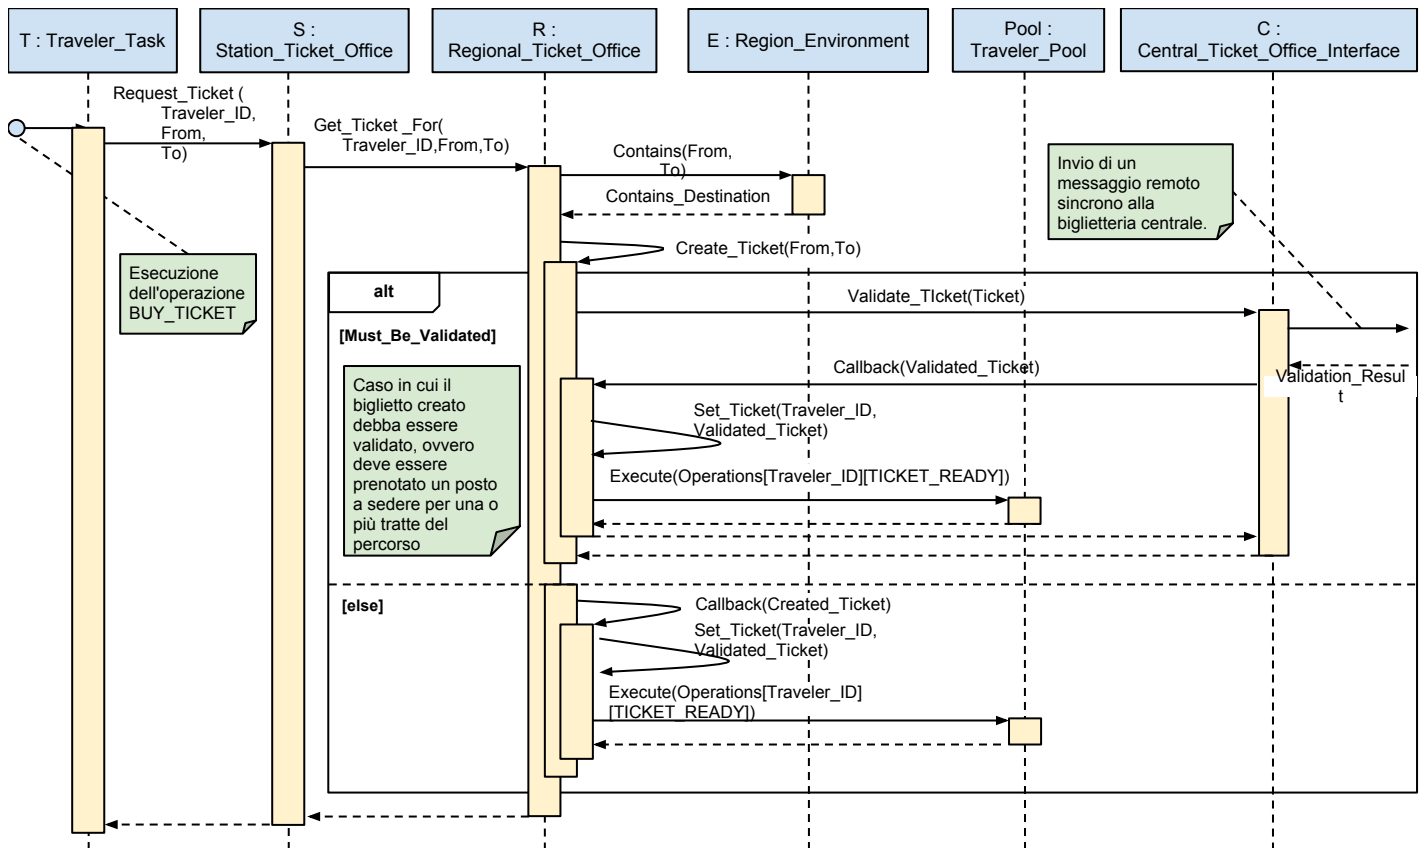 T : Traveler_Task
S :
Station_Ticket_Office
R :
Regional_Ticket_Office
E : Region_Environment
Pool :
Traveler_Pool
C :
Central_Ticket_Office_Interface
Request_Ticket (
Traveler_ID,
From,
To)
Get_Ticket _For(
Traveler_ID,From,To)
Contains(From,
To)
Contains_Destination
Invio di un
messaggio remoto
sincrono alla
biglietteria centrale.
Create_Ticket(From,To)
Esecuzione
dell'operazione
BUY_TICKET
alt
[Must_Be_Validated]
Validate_TIcket(Ticket)
Callback(Validated_Ticket)
Validation_Resul
t
Caso in cui il
biglietto creato
debba essere
validato, ovvero
deve essere
prenotato un posto
a sedere per una o
più tratte del
percorso
Set_Ticket(Traveler_ID,
Validated_Ticket)
Execute(Operations[Traveler_ID][TICKET_READY])
[else]
Callback(Created_Ticket)
Set_Ticket(Traveler_ID,
Validated_Ticket)
Execute(Operations[Traveler_ID]
[TICKET_READY])